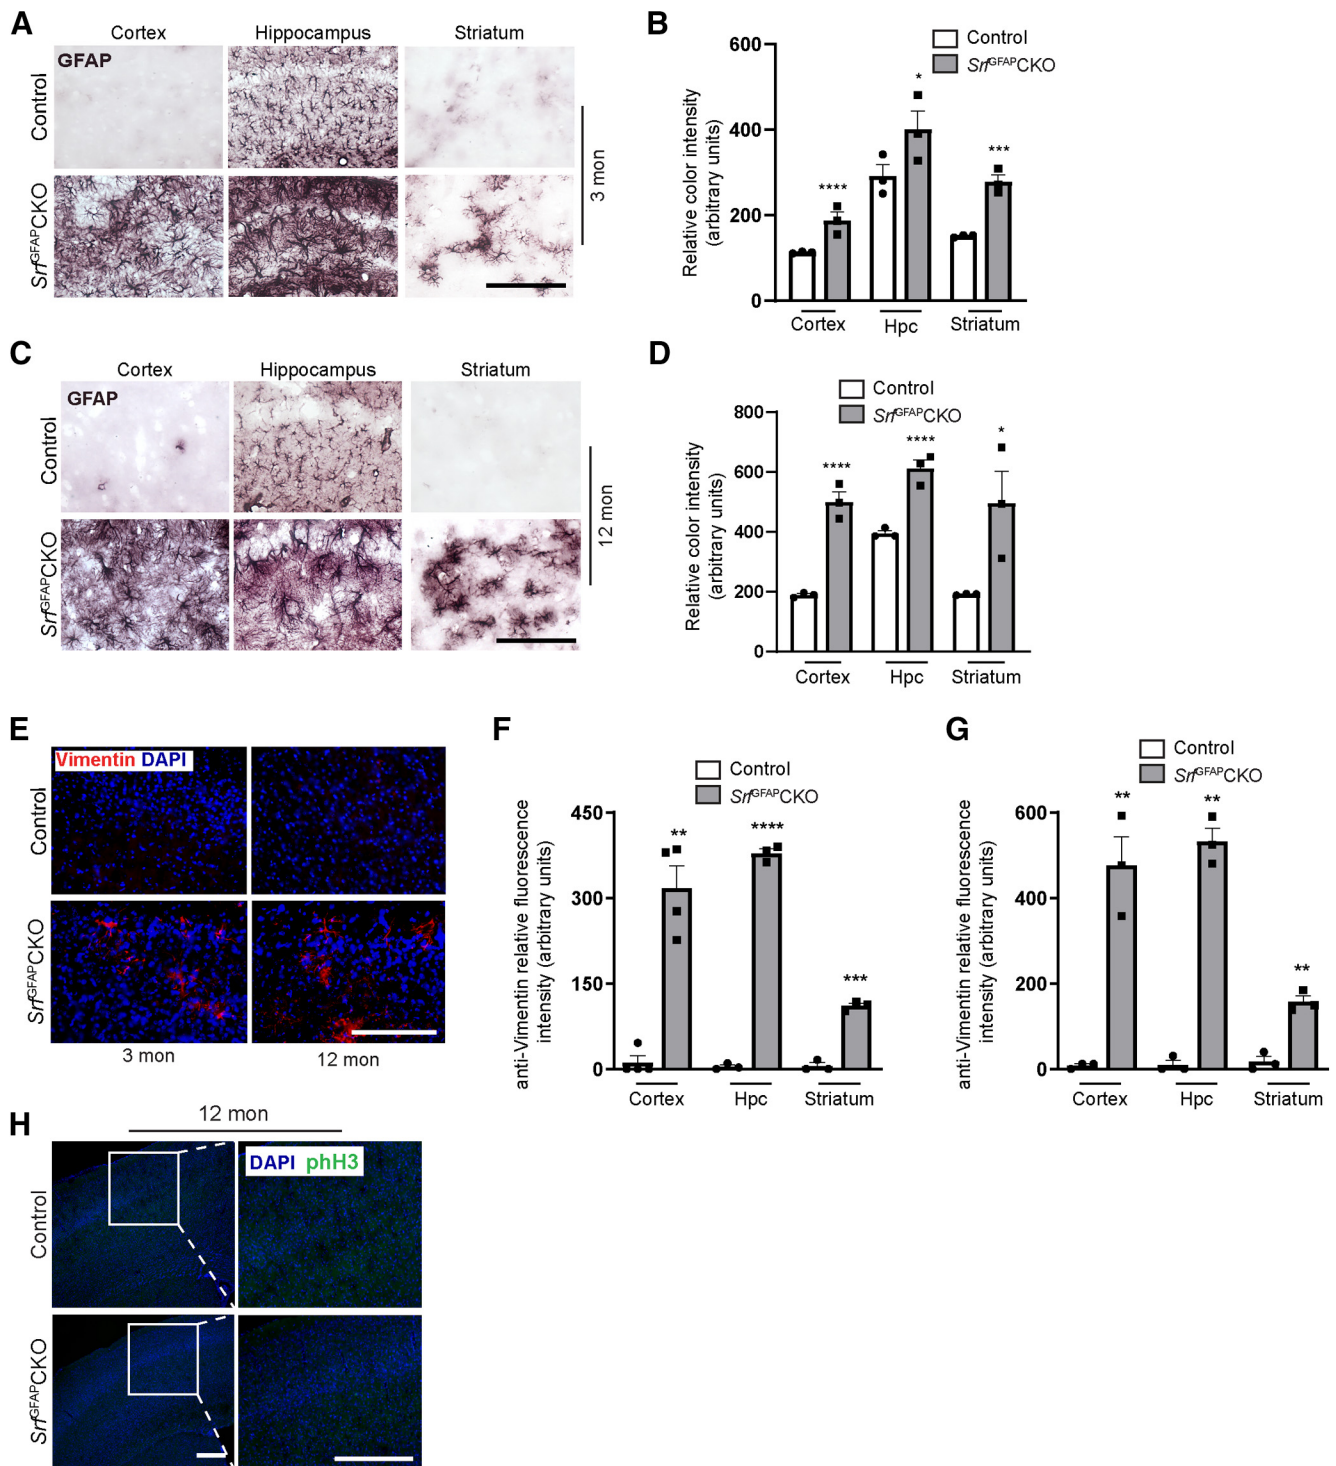 A
Cortex Hippocampus Striatum
GFAP
Control
Srf^GFAP CKO
3 mon
B
Control
Srf^GFAP CKO
Relative color intensity
(arbitrary units)
600
400
200
0
****
*
***
Cortex Hpc Striatum
C
Cortex Hippocampus Striatum
GFAP
Control
Srf^GFAP CKO
12 mon
D
Control
Srf^GFAP CKO
Relative color intensity
(arbitrary units)
800
600
400
200
0
****
****
*
Cortex Hpc Striatum
E
Vimentin DAPI
Control
Srf^GFAP CKO
3 mon 12 mon
F
Control
Srf^GFAP CKO
anti-Vimentin relative fluorescence
intensity (arbitrary units)
450
300
150
0
**
****
***
Cortex Hpc Striatum
G
Control
Srf^GFAP CKO
anti-Vimentin relative fluorescence
intensity (arbitrary units)
600
400
200
0
**
**
**
Cortex Hpc Striatum
H
12 mon
DAPI phH3
Control
Srf^GFAP CKO